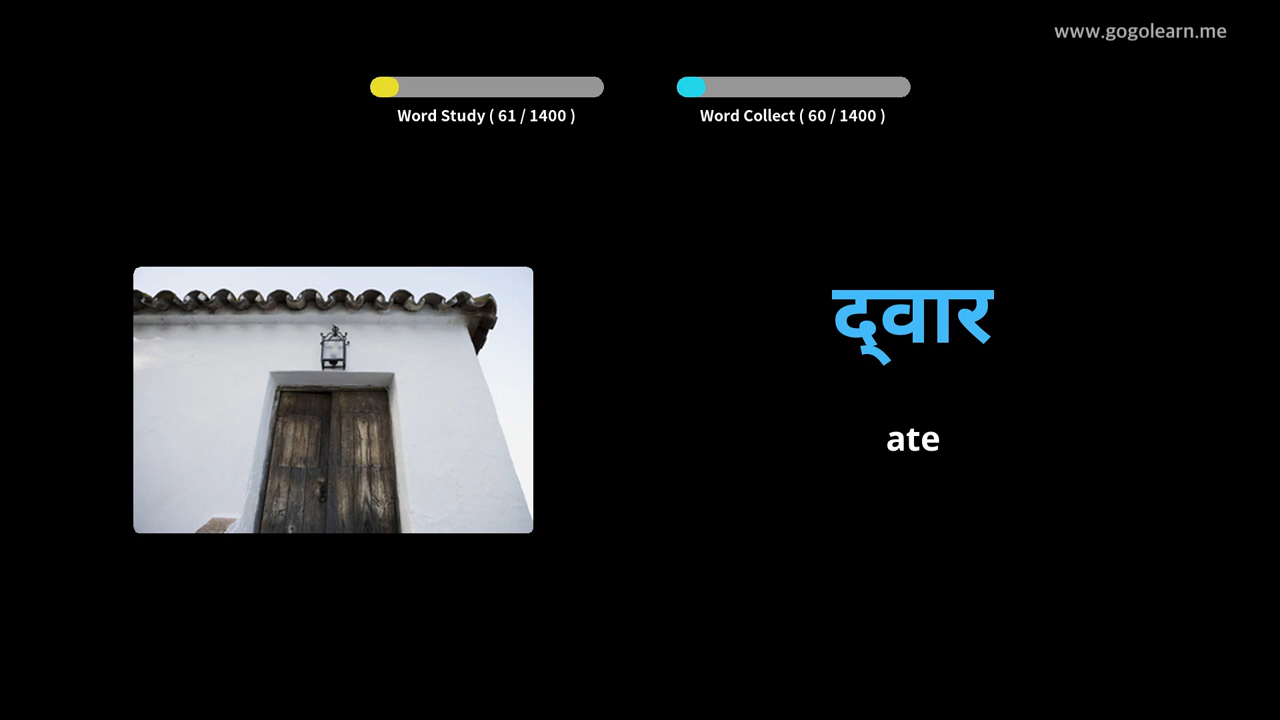 www.gogolearn.me
Word Study ( 61 / 1400 )
Word Collect ( 60 / 1400 )
द्‌वार
ate